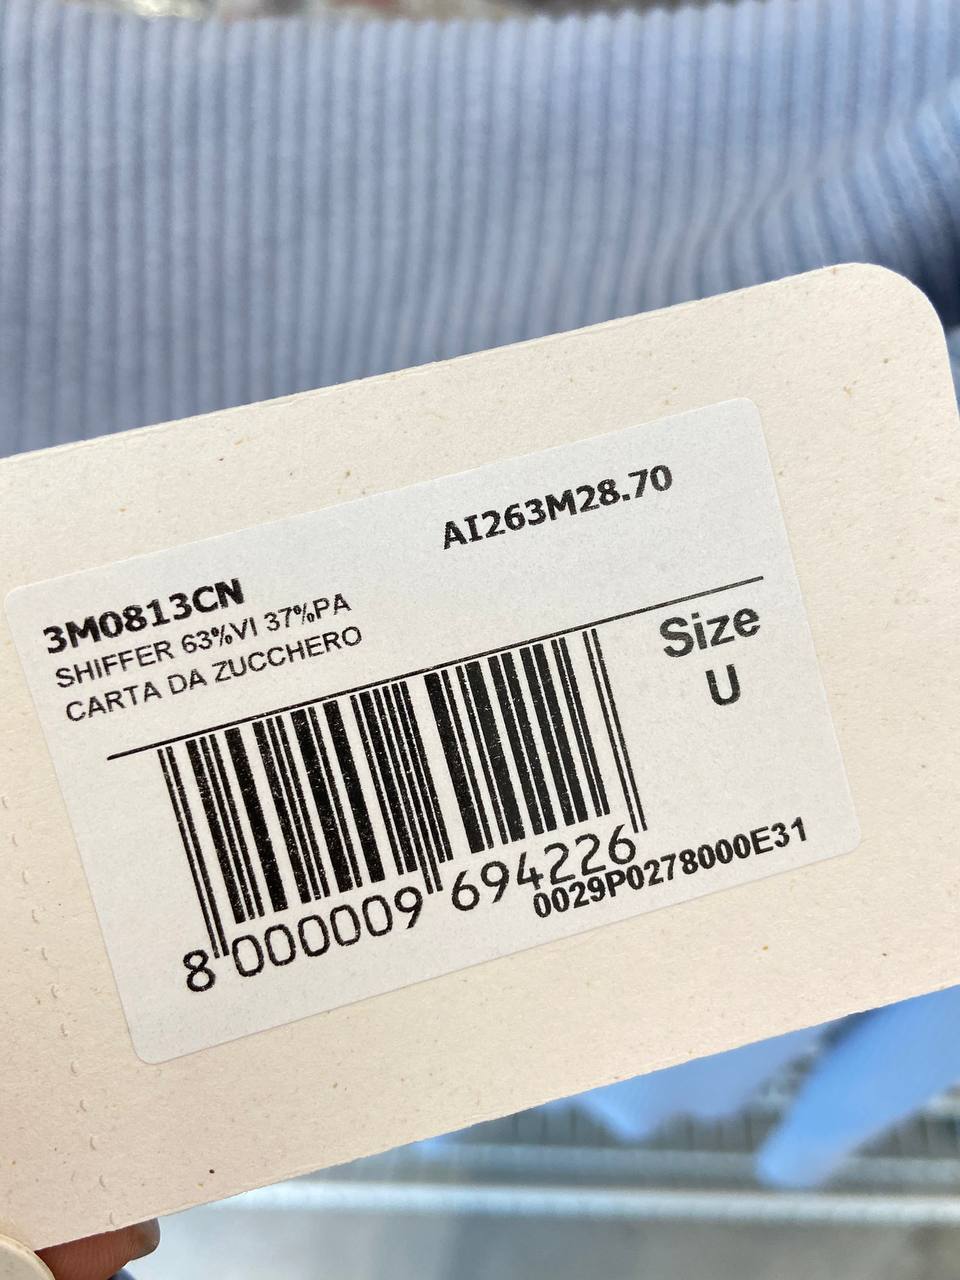 AI263M28.70
3M0813CN
SHIFFER 63%VI 37%PA
CARTA DA ZUCCHERO
Size
U
8 000009 694226
0029P0278000E31